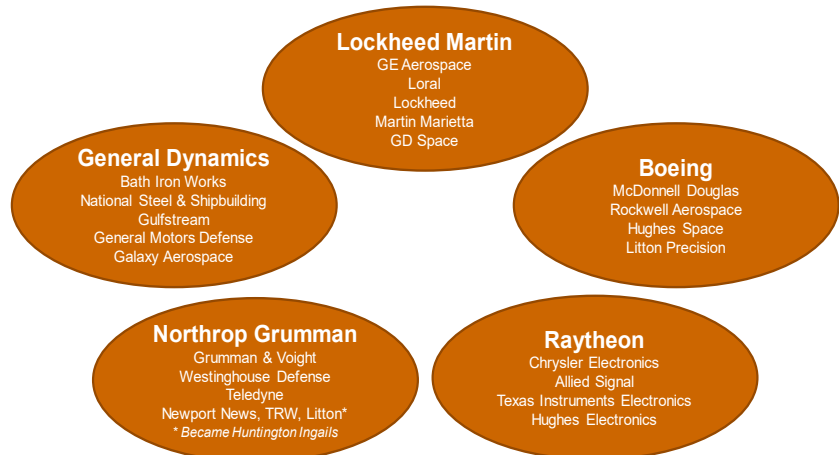 Lockheed Martin
GE Aerospace
Loral
Lockheed
Martin Marietta
GD Space
General Dynamics
Bath Iron Works
National Steel & Shipbuilding
Gulfstream
General Motors Defense
Galaxy Aerospace
Boeing
McDonnell Douglas
Rockwell Aerospace
Hughes Space
Litton Precision
Northrop Grumman
Grumman & Voight
Westinghouse Defense
Teledyne
Newport News, TRW, Litton*
* Became Huntington Ingails
Raytheon
Chrysler Electronics
Allied Signal
Texas Instruments Electronics
Hughes Electronics